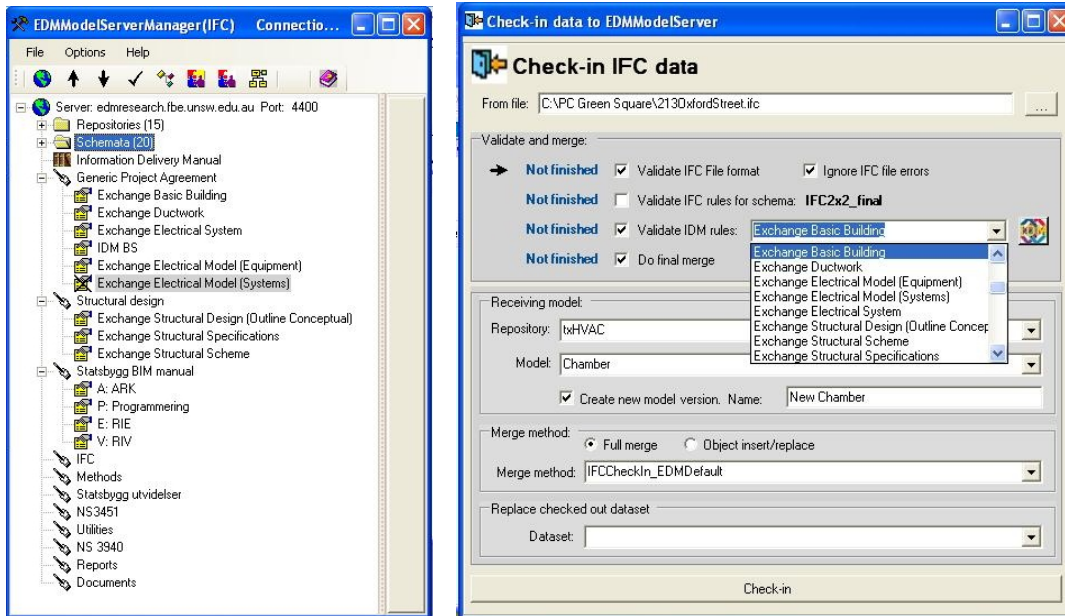 EDMModelServerManager(IFC) Connectio...
File Options Help
Server: edmresearch.fbe.unsw.edu.au Port: 4400
Repositories (15)
Schemata (20)
Information Delivery Manual
Generic Project Agreement
Exchange Basic Building
Exchange Ductwork
Exchange Electrical System
IDM BS
Exchange Electrical Model (Equipment)
Exchange Electrical Model (Systems)
Structural design
Exchange Structural Design (Outline Conceptual)
Exchange Structural Specifications
Exchange Structural Scheme
Statsbygg BIM manual
A: ARK
P: Programmering
E: RIE
V: RIV
IFC
Methods
Statsbygg utvidelser
NS3451
Utilities
NS 3940
Reports
Documents
Check-in data to EDMModelServer
Check-in IFC data
From file: C:\PC Green Square\213OxfordStreet.ifc ...
Validate and merge:
Not finished Validate IFC File format Ignore IFC file errors
Not finished Validate IFC rules for schema: IFC2x2_final
Not finished Validate IDM rules: Exchange Basic Building
Not finished Do final merge
Exchange Basic Building
Exchange Ductwork
Exchange Electrical Model (Equipment)
Exchange Electrical Model (Systems)
Exchange Electrical System
Exchange Structural Design (Outline Concep
Exchange Structural Scheme
Exchange Structural Specifications
Receiving model:
Repository: txHVAC
Model: Chamber
Create new model version. Name: New Chamber
Merge method:
Full merge Object insert/replace
Merge method: IFCCheckIn_EDMDefault
Replace checked out dataset
Dataset:
Check-in